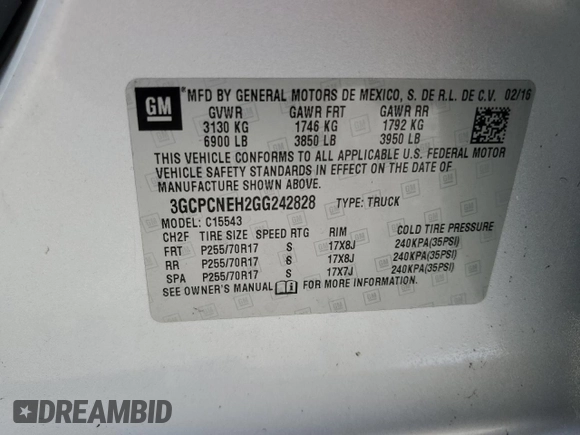 GM
MFD BY GENERAL MOTORS DE MEXICO, S. DE R.L. DE C.V. 02/16
GVWR GAWR FRT GAWR RR
3130 KG 1746 KG 1792 KG
6900 LB 3850 LB 3950 LB
THIS VEHICLE CONFORMS TO ALL APPLICABLE U.S. FEDERAL MOTOR
VEHICLE SAFETY STANDARDS IN EFFECT ON THE DATE OF
MANUFACTURE SHOWN ABOVE.
3GCPCNEH2GG242828 TYPE: TRUCK
MODEL: C15543
CH2F TIRE SIZE SPEED RTG RIM COLD TIRE PRESSURE
FRT P255/70R17 S 17X8J 240KPA(35PSI)
RR P255/70R17 S 17X8J 240KPA(35PSI)
SPA P255/70R17 S 17X7J 240KPA(35PSI)
SEE OWNER'S MANUAL i FOR MORE INFORMATION.
DREAMBID